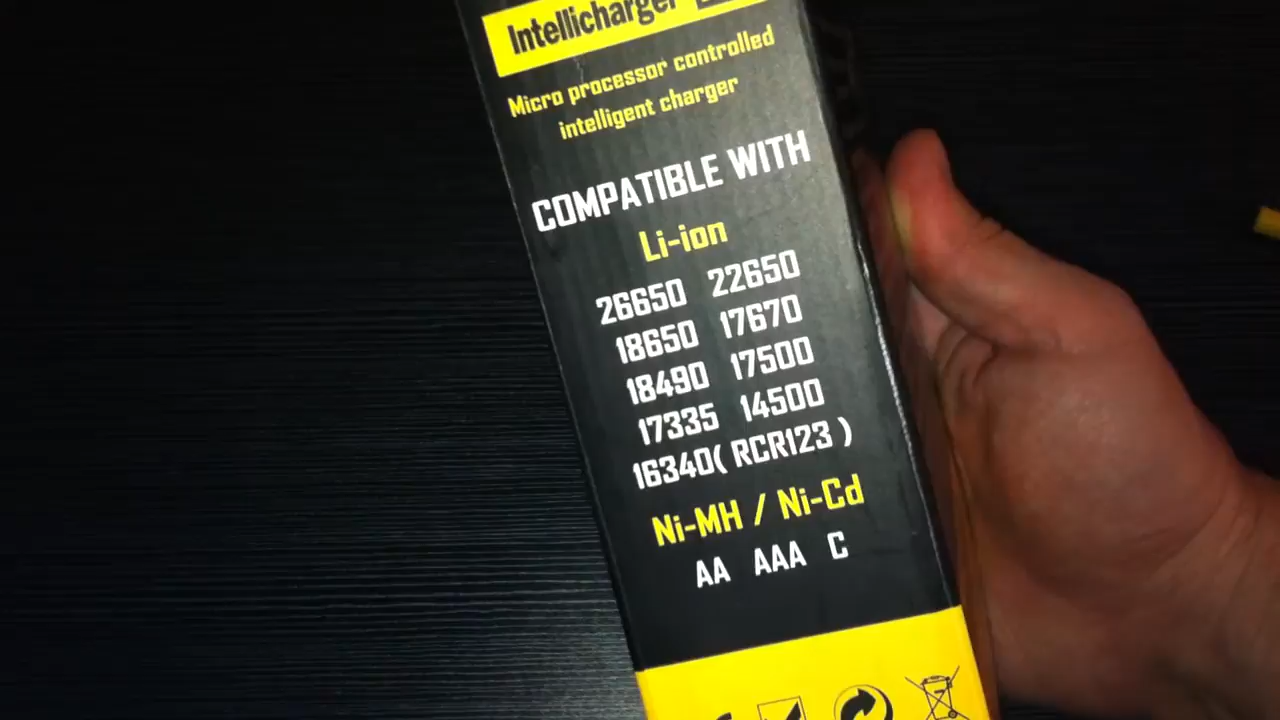 Intellicharger
Micro processor controlled
intelligent charger
COMPATIBLE WITH
Li-ion
26650 22650
18650 17670
18490 17500
17335 14500
16340( RCR123 )
Ni-MH / Ni-Cd
AA AAA C